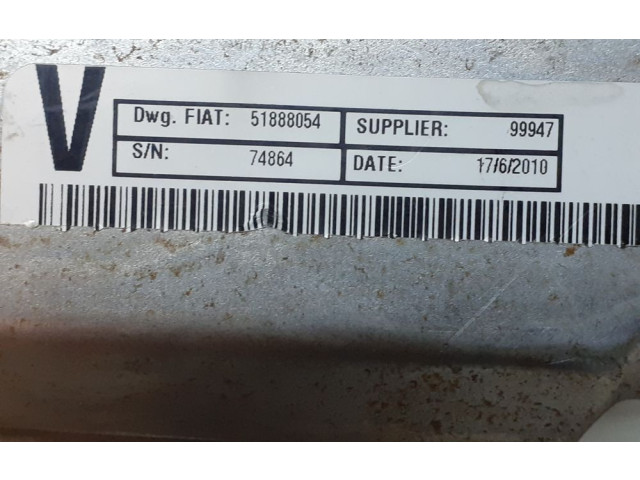 V
Dwg. FIAT: 51888054 SUPPLIER: 99947
S/N: 74864 DATE: 17/6/2010